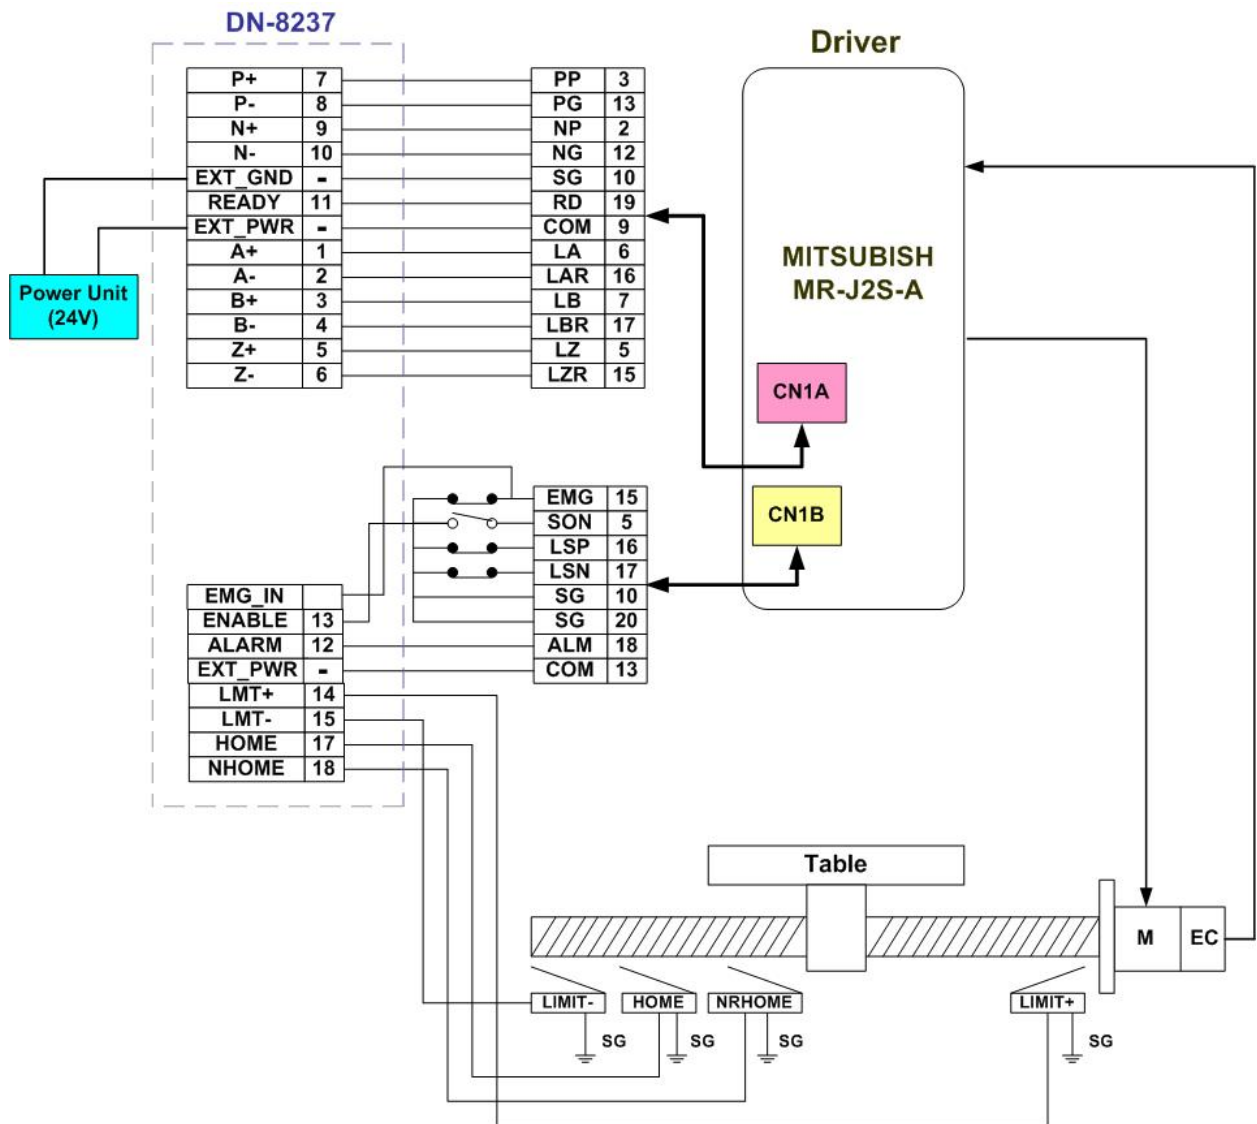 DN-8237
Driver
P+ 7 PP 3
P- 8 PG 13
N+ 9 NP 2
N- 10 NG 12
EXT_GND - SG 10
READY 11 RD 19
EXT_PWR - COM 9
A+ 1 LA 6
A- 2 LAR 16
B+ 3 LB 7
B- 4 LBR 17
Z+ 5 LZ 5
Z- 6 LZR 15
Power Unit
(24V)
MITSUBISH
MR-J2S-A
CN1A
CN1B
EMG 15
SON 5
LSP 16
LSN 17
SG 10
SG 20
ALM 18
COM 13
EMG_IN
ENABLE 13
ALARM 12
EXT_PWR -
LMT+ 14
LMT- 15
HOME 17
NHOME 18
Table
M EC
LIMIT- HOME NRHOME LIMIT+
SG SG SG SG